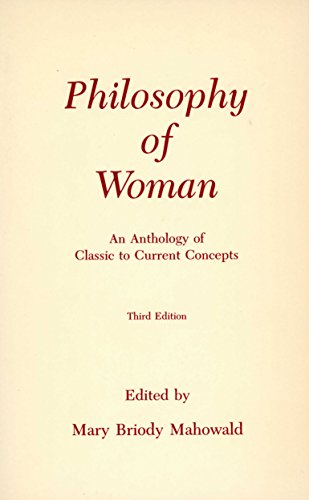 Philosophy
of
Woman
An Anthology of
Classic to Current Concepts
Third Edition
Edited by
Mary Briody Mahowald